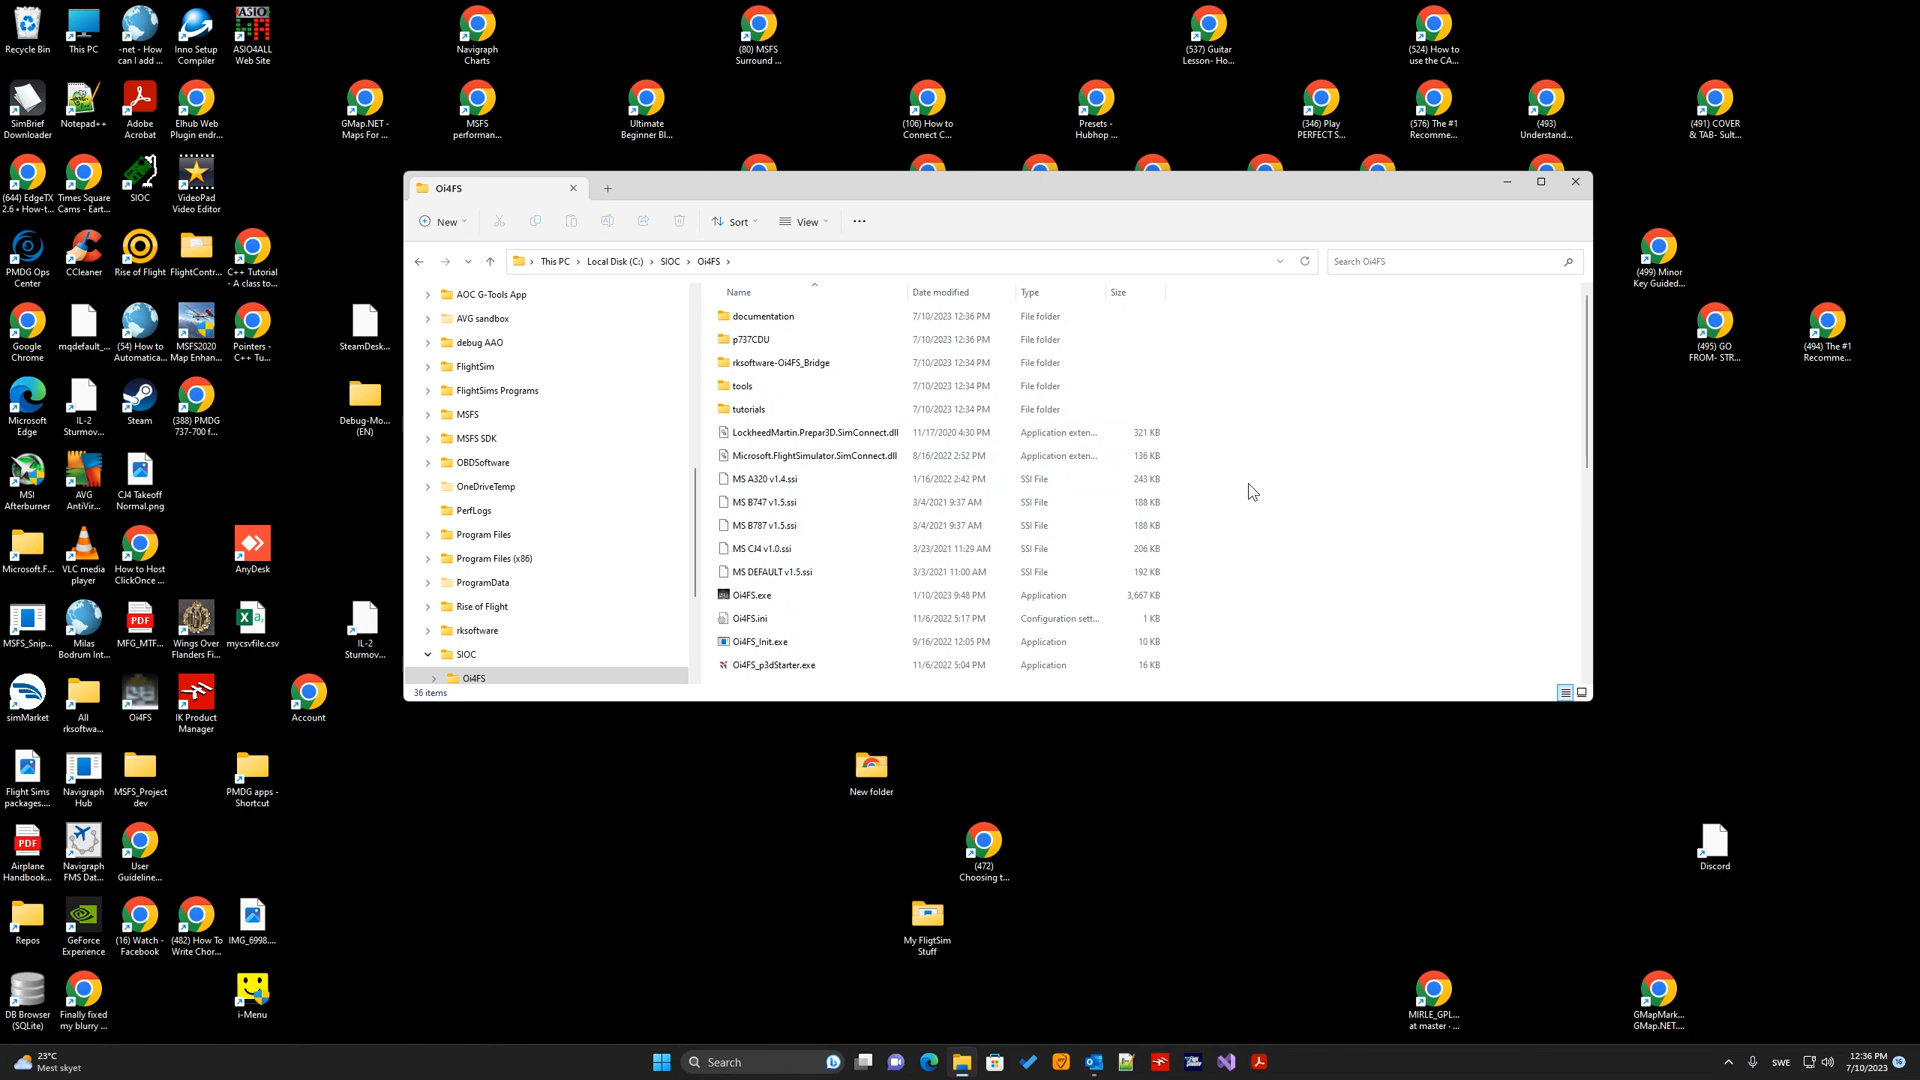 Recycle Bin
This PC
-net - How
can I add ...
Inno Setup
Compiler
ASIO4ALL
Web Site
Navigraph
Charts
(80) MSFS
Surround ...
(537) Guitar
Lesson- Ho...
(524) How to
use the CA...
SimBrief
Downloader
Notepad++
Adobe
Acrobat
Elhub Web
Plugin endr...
GMap.NET -
Maps For ...
MSFS
performan...
Ultimate
Beginner Bl...
(106) How to
Connect C...
Presets -
Hubhop ...
(346) Play
PERFECT S...
(576) The #1
Recomme...
(493)
Understand...
(491) COVER
& TAB- Sult...
(644) EdgeTX
2.6 • How-t...
Times Square
Cams - Eart...
SIOC
VideoPad
Video Editor
PMDG Ops
Center
CCleaner
Rise of Flight
FlightContr...
C++ Tutorial
- A class to...
(499) Minor
Key Guided...
Google
Chrome
mqdefault_...
(54) How to
Automatica...
MSFS2020
Map Enhan...
Pointers -
C++ Tu...
SteamDesk...
(495) GO
FROM- STR...
(494) The #1
Recomme...
Microsoft
Edge
IL-2
Sturmov...
Steam
(388) PMDG
737-700 f...
Debug-Mo...
(EN)
MSI
Afterburner
AVG
AntiVir...
CJ4 Takeoff
Normal.png
Microsoft.F...
VLC media
player
How to Host
ClickOnce ...
AnyDesk
MSFS_Snip...
Milas
Bodrum Int...
MFG_MTF...
Wings Over
Flanders Fi...
mycsvfile.csv
IL-2
Sturmov...
simMarket
All
rksoftwa...
Oi4FS
IK Product
Manager
Account
Flight Sims
packages....
Navigraph
Hub
MSFS_Project
dev
PMDG apps -
Shortcut
New folder
Airplane
Handbook...
Navigraph
FMS Dat...
User
Guideline...
(472)
Choosing t...
Discord
Repos
GeForce
Experience
(16) Watch -
Facebook
(482) How To
Write Chor...
IMG_6998....
My FligtSim
Stuff
DB Browser
(SQLite)
Finally fixed
my blurry ...
i-Menu
MIRLE_GPL...
at master · ...
GMapMark...
GMap.NET....
Oi4FS
New
Sort
View
This PC
Local Disk (C:)
SIOC
Oi4FS
Search Oi4FS
AOC G-Tools App
AVG sandbox
debug AAO
FlightSim
FlightSims Programs
MSFS
MSFS SDK
OBDSoftware
OneDriveTemp
PerfLogs
Program Files
Program Files (x86)
ProgramData
Rise of Flight
rksoftware
SIOC
Oi4FS
Name Date modified Type Size
documentation 7/10/2023 12:36 PM File folder
p737CDU 7/10/2023 12:36 PM File folder
rksoftware-Oi4FS_Bridge 7/10/2023 12:34 PM File folder
tools 7/10/2023 12:34 PM File folder
tutorials 7/10/2023 12:34 PM File folder
LockheedMartin.Prepar3D.SimConnect.dll 11/17/2020 4:30 PM Application exten... 321 KB
Microsoft.FlightSimulator.SimConnect.dll 8/16/2022 2:52 PM Application exten... 136 KB
MS A320 v1.4.ssi 1/16/2022 2:42 PM SSI File 243 KB
MS B747 v1.5.ssi 3/4/2021 9:37 AM SSI File 188 KB
MS B787 v1.5.ssi 3/4/2021 9:37 AM SSI File 188 KB
MS CJ4 v1.0.ssi 3/23/2021 11:29 AM SSI File 206 KB
MS DEFAULT v1.5.ssi 3/3/2021 11:00 AM SSI File 192 KB
Oi4FS.exe 1/10/2023 9:48 PM Application 3,667 KB
Oi4FS.ini 11/6/2022 5:17 PM Configuration sett... 1 KB
Oi4FS_Init.exe 9/16/2022 12:05 PM Application 10 KB
Oi4FS_p3dStarter.exe 11/6/2022 5:04 PM Application 16 KB
36 items
23°C
Mest skyet
Search
SWE
12:36 PM
7/10/2023
16